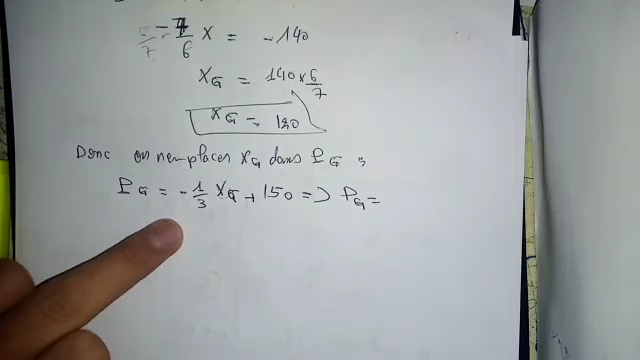 -7/6 x = -140
x_G = 140 × 6/7
x_G = 120
Donc on remplaces x_G dans P_G :
P_G = -1/3 x_G + 150 => P_G =